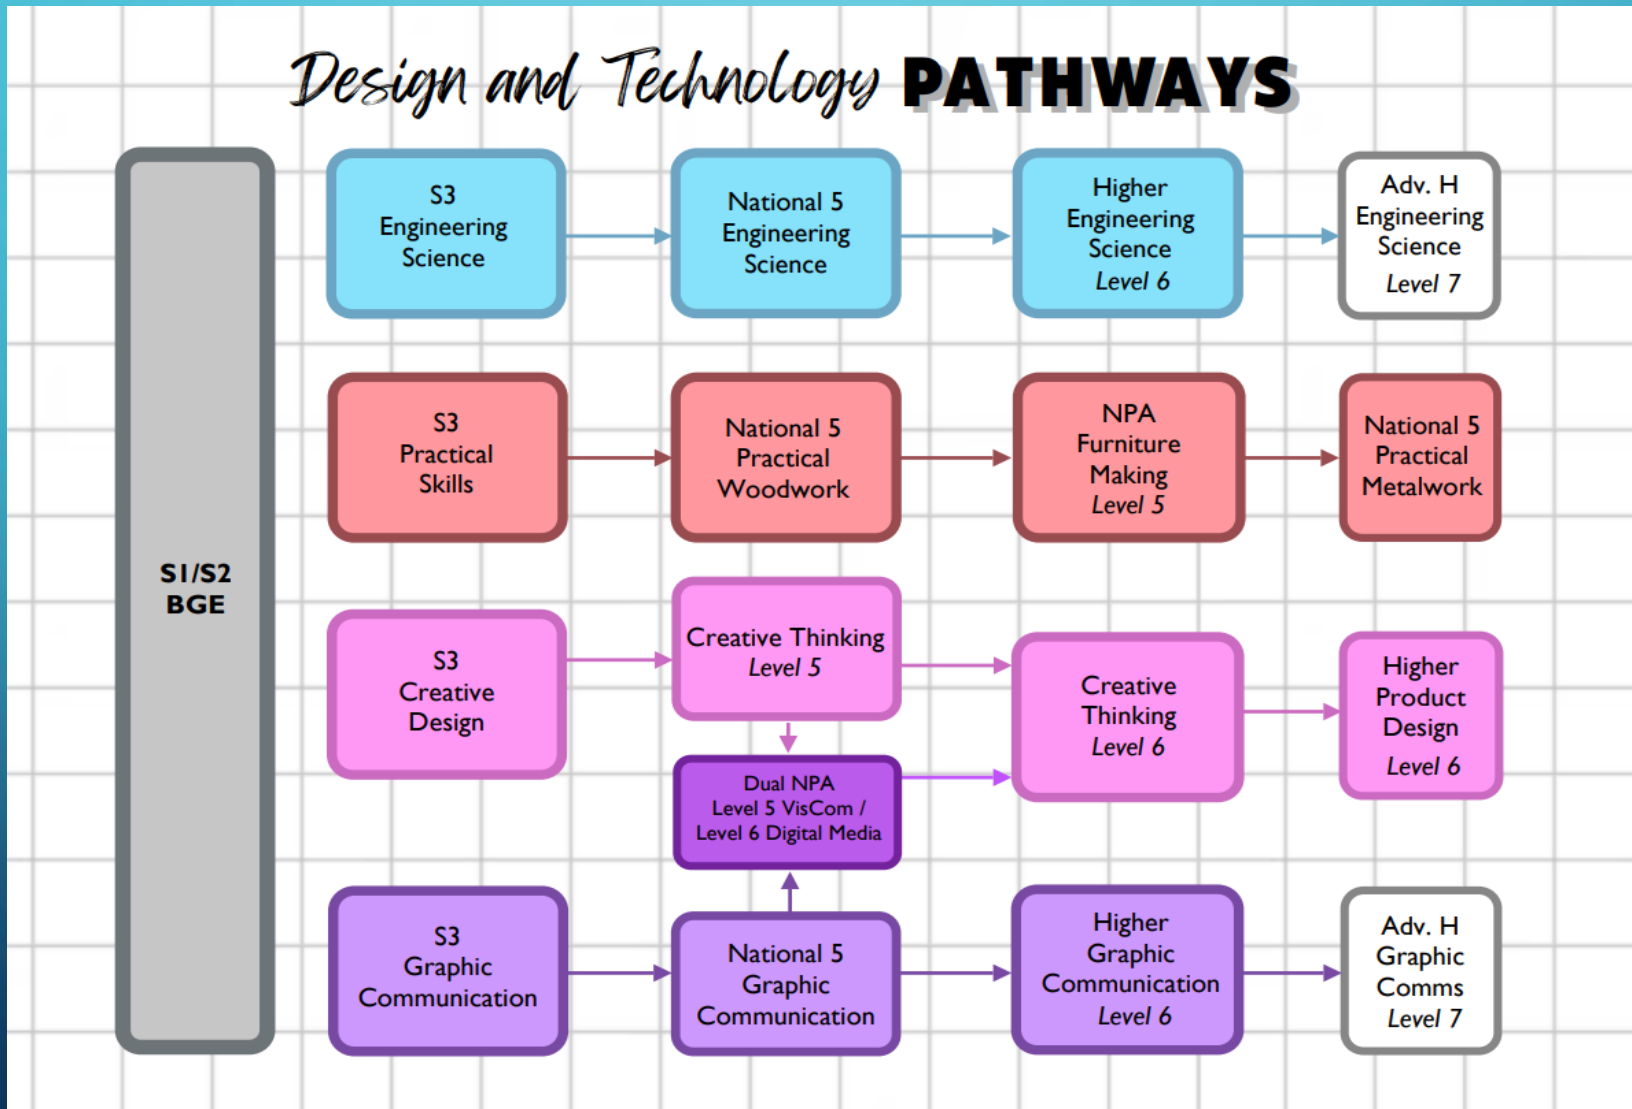 Design and Technology PATHWAYS
S1/S2
BGE
S3
Engineering
Science
National 5
Engineering
Science
Higher
Engineering
Science
Level 6
Adv. H
Engineering
Science
Level 7
S3
Practical
Skills
National 5
Practical
Woodwork
NPA
Furniture
Making
Level 5
National 5
Practical
Metalwork
S3
Creative
Design
Creative Thinking
Level 5
Dual NPA
Level 5 VisCom /
Level 6 Digital Media
Creative
Thinking
Level 6
Higher
Product
Design
Level 6
S3
Graphic
Communication
National 5
Graphic
Communication
Higher
Graphic
Communication
Level 6
Adv. H
Graphic
Comms
Level 7